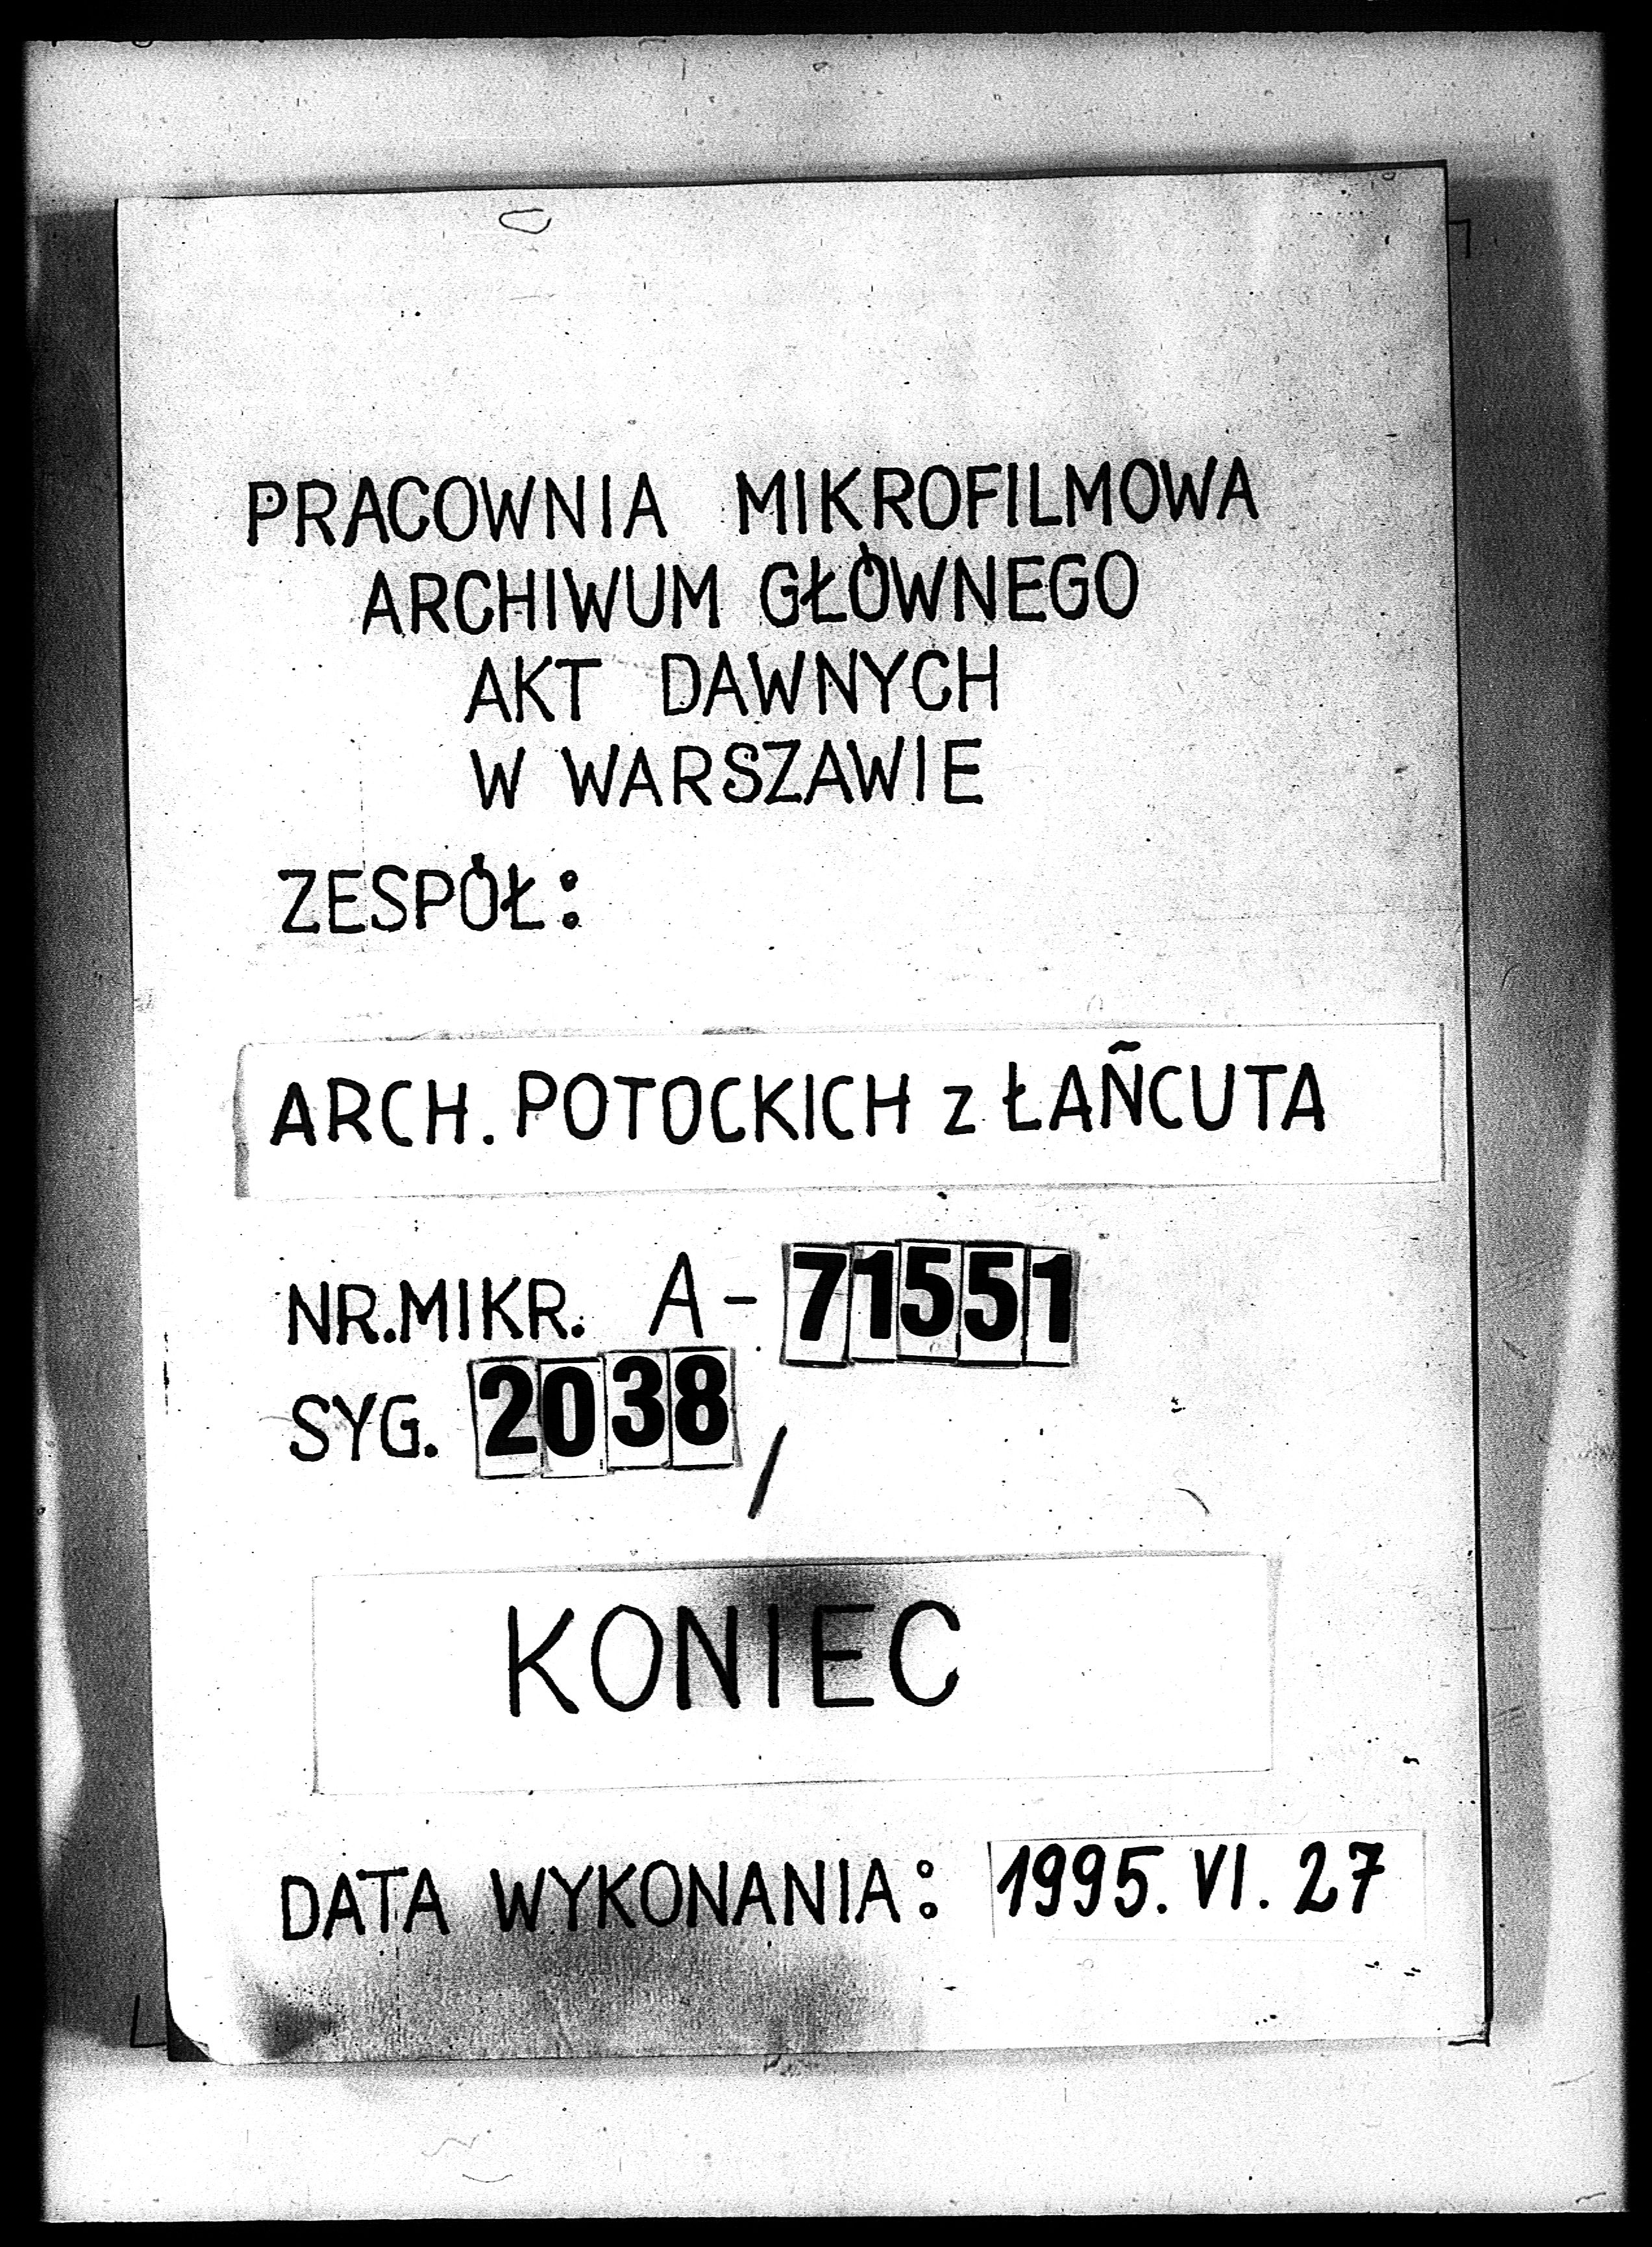 PRACOWNIA MIKROFILMOWA
ARCHIWUM GŁÓWNEGO
AKT DAWNYCH
W WARSZAWIE
ZESPÓŁ:
ARCH. POTOCKICH z ŁAŃCUTA
NR.MIKR. A-71551
SYG. 2038/
KONIEC
DATA WYKONANIA: 1995. VI. 27